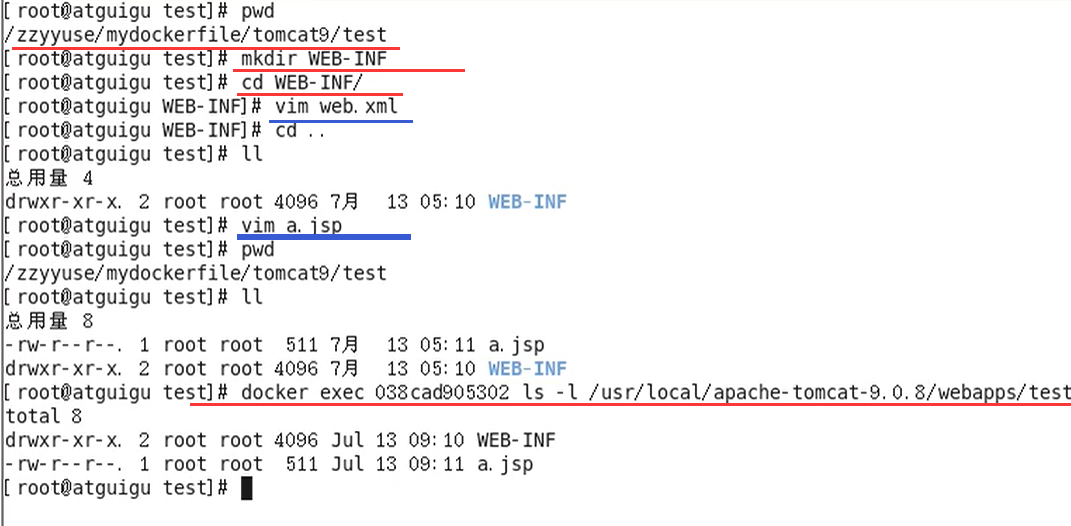 [root@atguigu test]# pwd
/zzyyuse/mydockerfile/tomcat9/test
[root@atguigu test]# mkdir WEB-INF
[root@atguigu test]# cd WEB-INF/
[root@atguigu WEB-INF]# vim web.xml
[root@atguigu WEB-INF]# cd ..
[root@atguigu test]# ll
总用量 4
drwxr-xr-x. 2 root root 4096 7月  13 05:10 WEB-INF
[root@atguigu test]# vim a.jsp
[root@atguigu test]# pwd
/zzyyuse/mydockerfile/tomcat9/test
[root@atguigu test]# ll
总用量 8
-rw-r--r--. 1 root root  511 7月  13 05:11 a.jsp
drwxr-xr-x. 2 root root 4096 7月  13 05:10 WEB-INF
[root@atguigu test]# docker exec 038cad905302 ls -l /usr/local/apache-tomcat-9.0.8/webapps/test
total 8
drwxr-xr-x. 2 root root 4096 Jul 13 09:10 WEB-INF
-rw-r--r--. 1 root root  511 Jul 13 09:11 a.jsp
[root@atguigu test]#